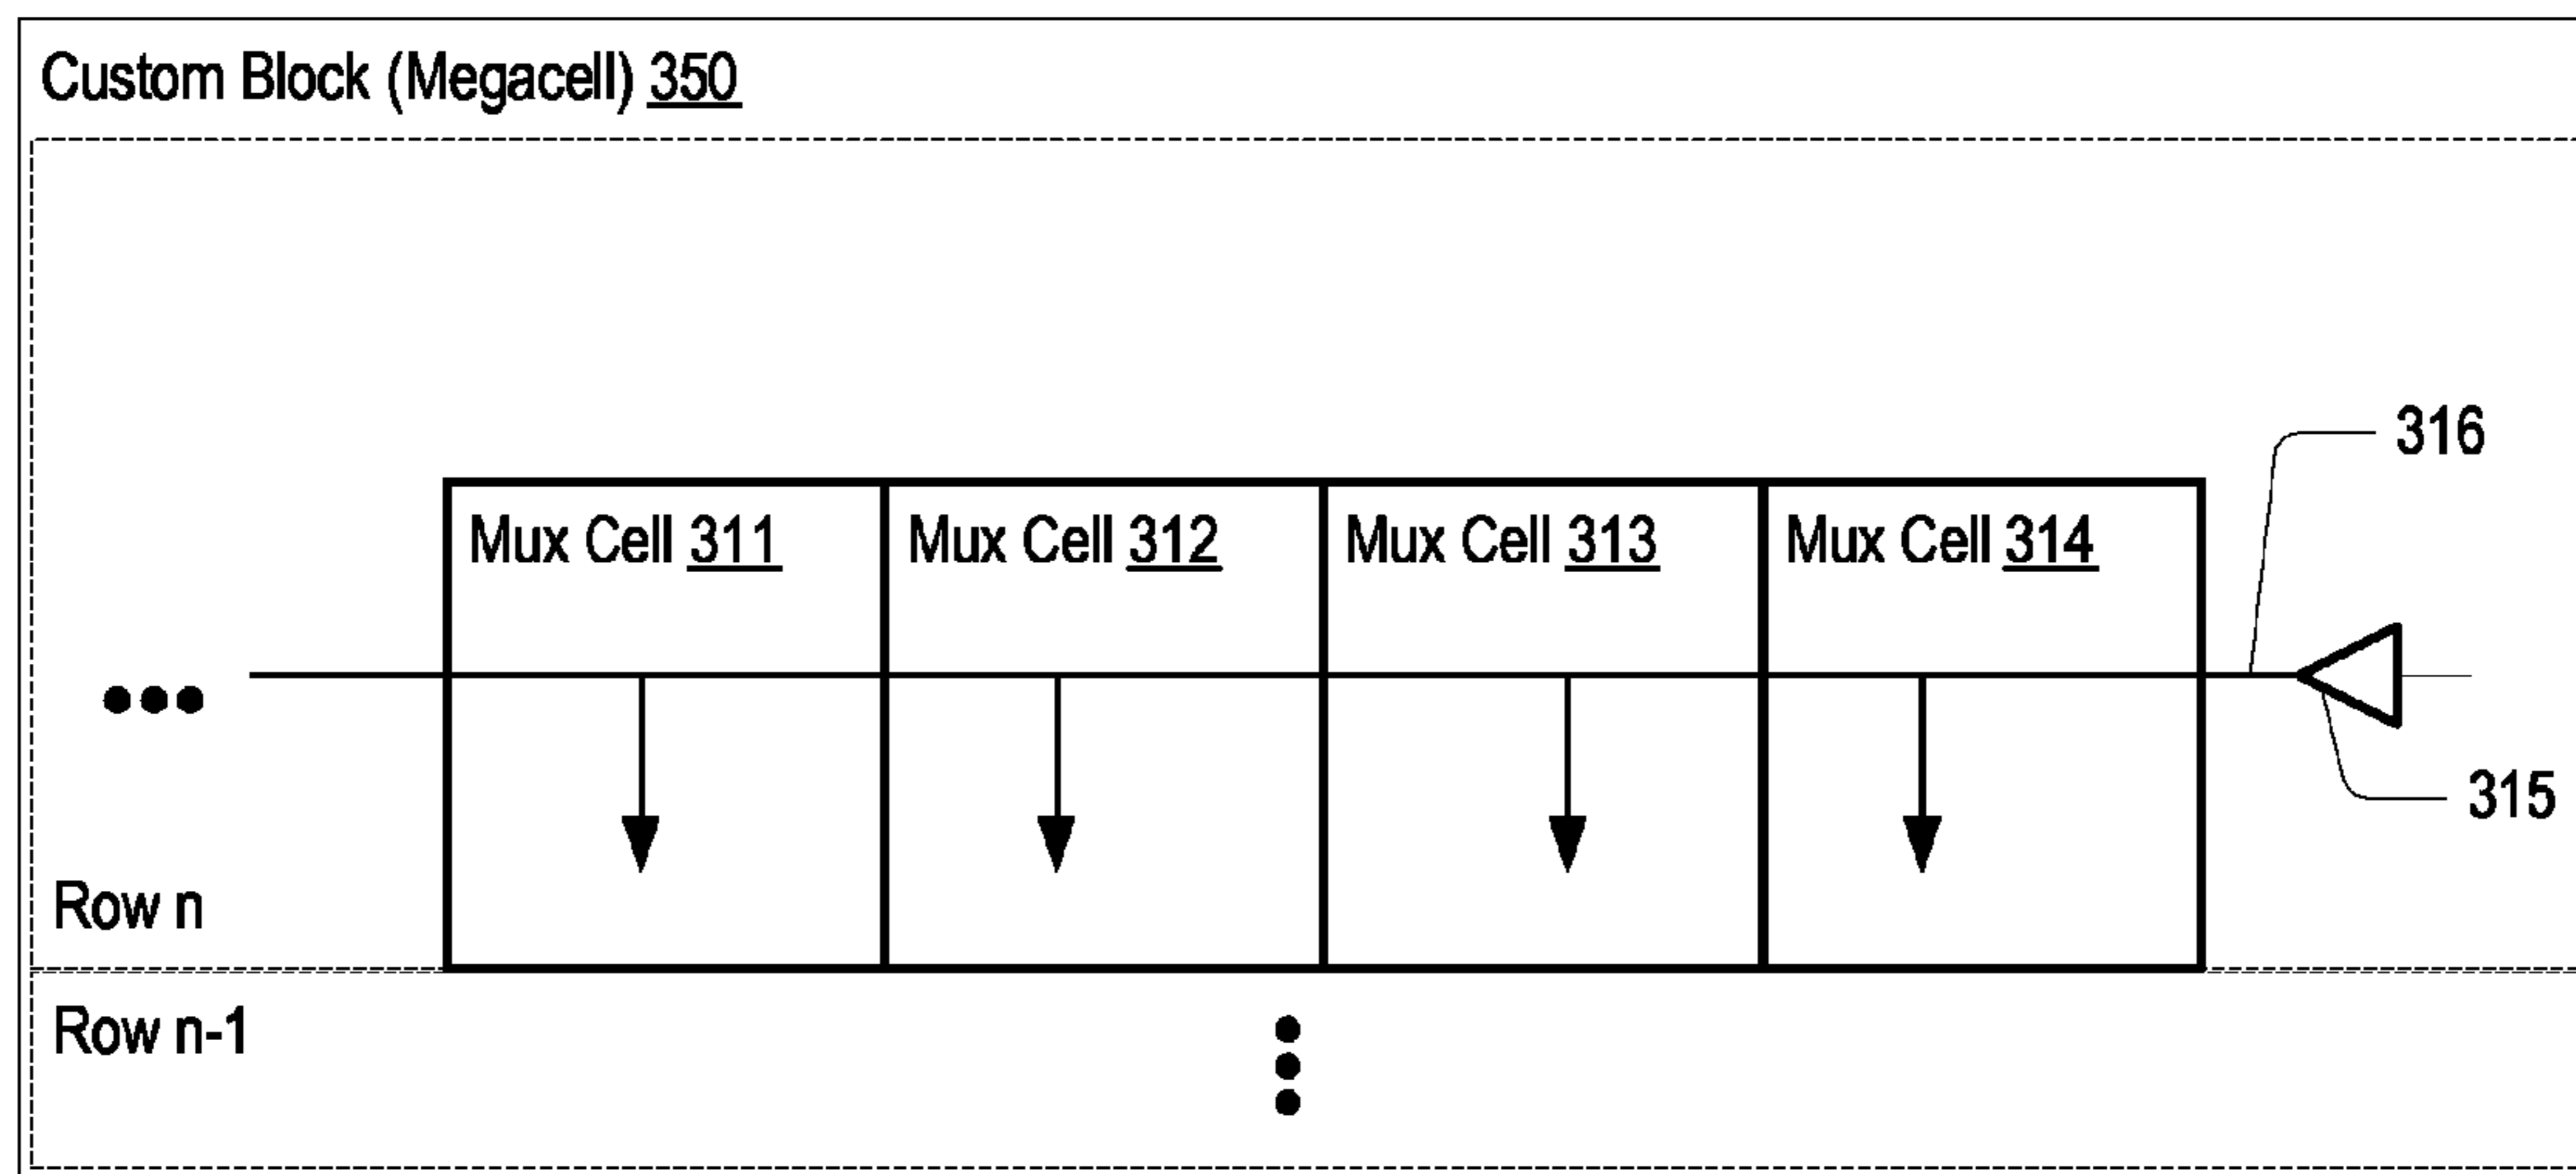 Custom Block (Megacell) 350
316
Mux Cell 311 Mux Cell 312 Mux Cell 313 Mux Cell 314
315
Row n
Row n-1